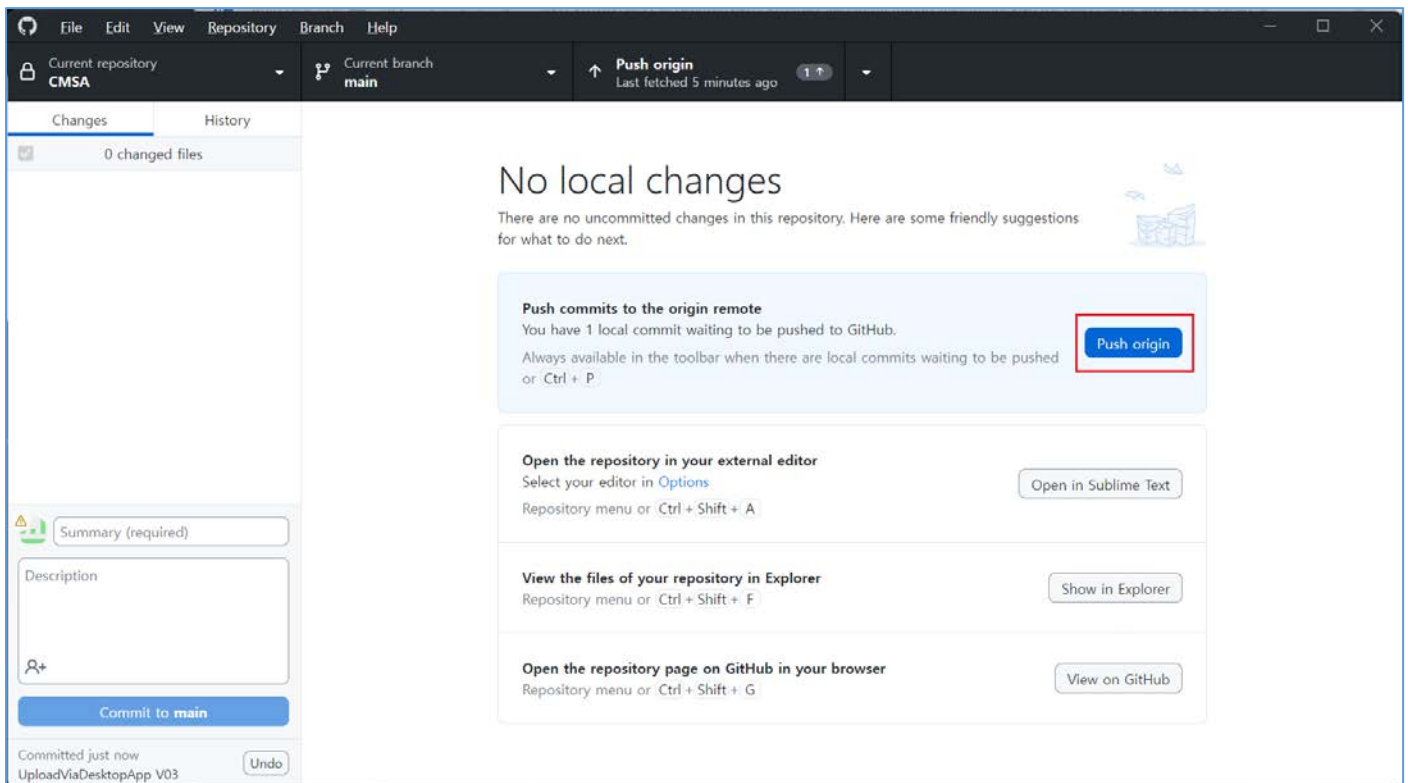 File Edit View Repository Branch Help
Current repository
CMSA
Current branch
main
Push origin
Last fetched 5 minutes ago
1 ↑
Changes History
0 changed files
No local changes
There are no uncommitted changes in this repository. Here are some friendly suggestions
for what to do next.
Push commits to the origin remote
You have 1 local commit waiting to be pushed to GitHub.
Always available in the toolbar when there are local commits waiting to be pushed
or Ctrl + P
Push origin
Open the repository in your external editor
Select your editor in Options
Repository menu or Ctrl + Shift + A
Open in Sublime Text
View the files of your repository in Explorer
Repository menu or Ctrl + Shift + F
Show in Explorer
Open the repository page on GitHub in your browser
Repository menu or Ctrl + Shift + G
View on GitHub
Summary (required)
Description
Commit to main
Committed just now
UploadViaDesktopApp V03
Undo